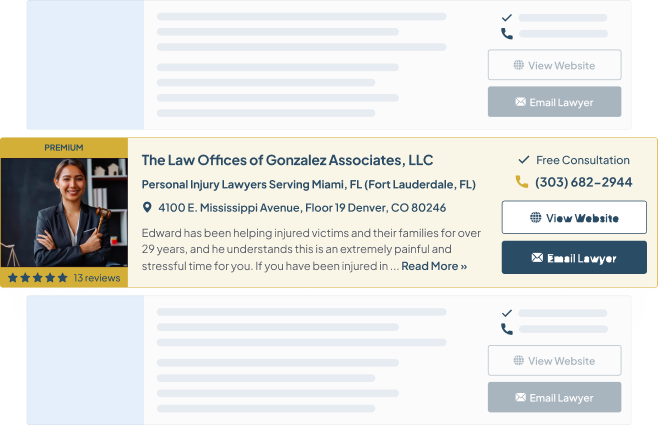 View Website
Email Lawyer
PREMIUM
13 reviews
The Law Offices of Gonzalez Associates, LLC
Personal Injury Lawyers Serving Miami, FL (Fort Lauderdale, FL)
4100 E. Mississippi Avenue, Floor 19 Denver, CO 80246
Edward has been helping injured victims and their families for over
29 years, and he understands this is an extremely painful and
stressful time for you. If you have been injured in ... Read More »
Free Consultation
(303) 682-2944
View Website
Email Lawyer
View Website
Email Lawyer